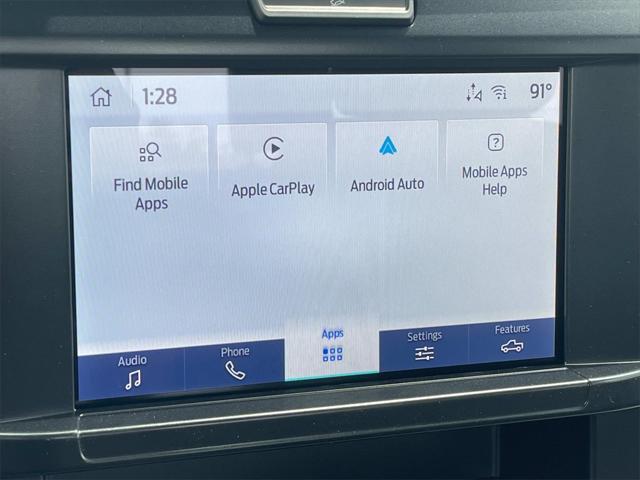 1:28
91°
Find Mobile
Apps
Apple CarPlay
Android Auto
Mobile Apps
Help
Audio
Phone
Apps
Settings
Features